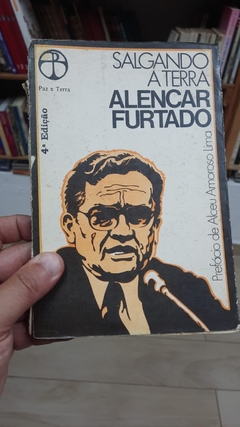 Paz e Terra
4ª Edição
SALGANDO
A TERRA
ALENCAR
FURTADO
Prefácio de Alceu Amoroso Lima